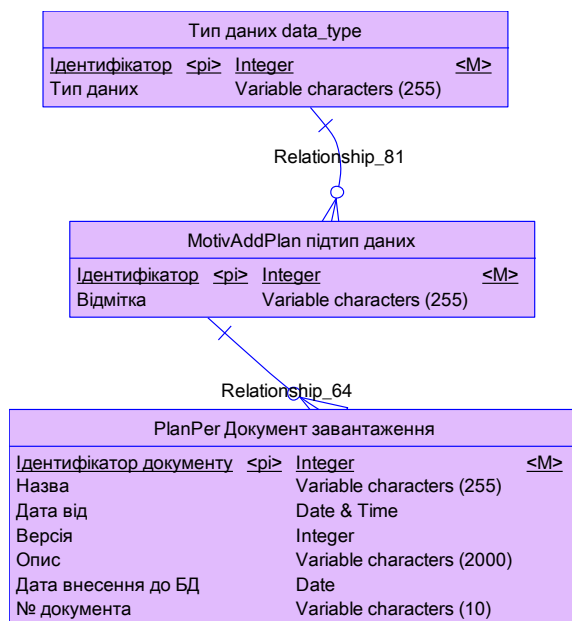 Тип даних data_type
Ідентифікатор <pi> Integer <M>
Тип даних Variable characters (255)
Relationship_81
MotivAddPlan підтип даних
Ідентифікатор <pi> Integer <M>
Відмітка Variable characters (255)
Relationship_64
PlanPer Документ завантаження
Ідентифікатор документу <pi> Integer <M>
Назва Variable characters (255)
Дата від Date & Time
Версія Integer
Опис Variable characters (2000)
Дата внесення до БД Date
№ документа Variable characters (10)